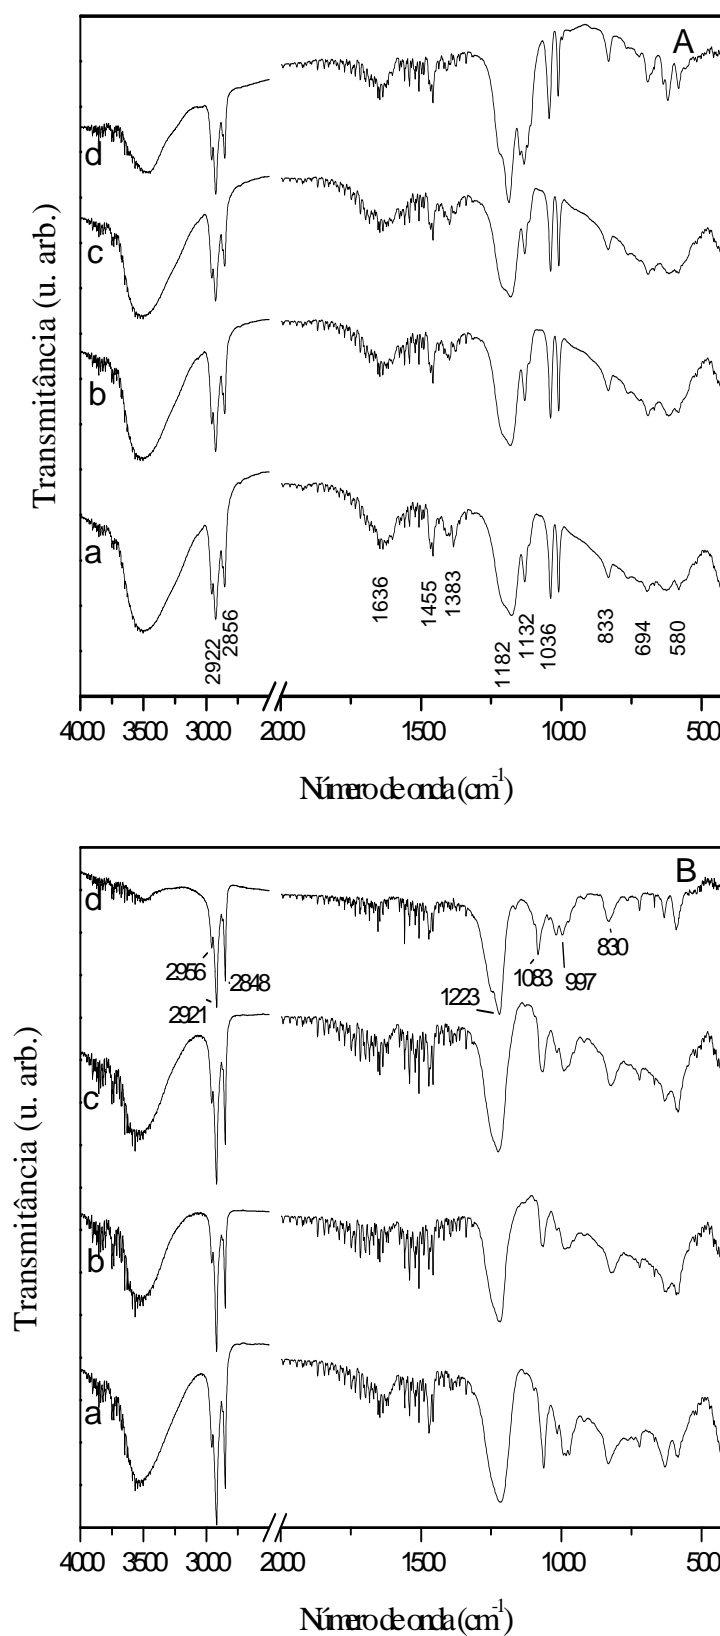 A
d
c
b
a
Transmitância (u. arb.)
2922
2856
1636
1455
1383
1182
1132
1036
833
694
580
4000 3500 3000 2000 1500 1000 500
Número de onda (cm-1)
B
d
c
b
a
Transmitância (u. arb.)
2956
2921
2848
1223
1083
997
830
4000 3500 3000 2000 1500 1000 500
Número de onda (cm-1)